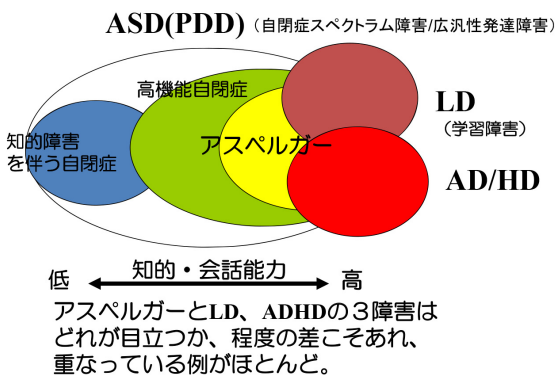 ASD(PDD)(自閉症スペクトラム障害/広汎性発達障害)
高機能自閉症
LD
(学習障害)
知的障害
を伴う自閉症
アスペルガー
AD/HD
低 知的・会話能力 高
アスペルガーとLD、ADHDの3障害は
どれが目立つか、程度の差こそあれ、
重なっている例がほとんど。